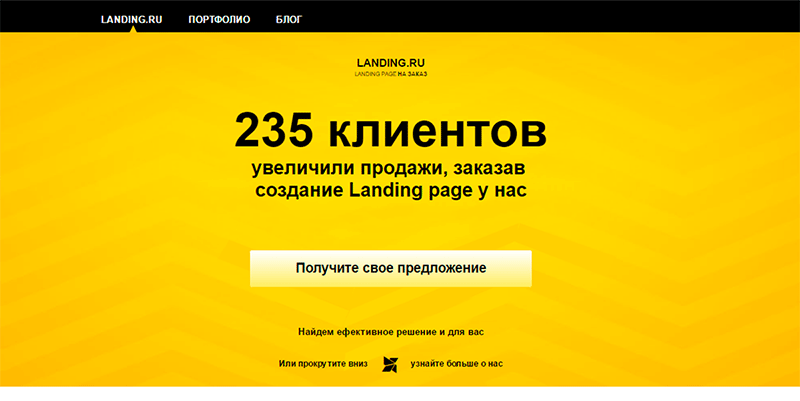 LANDING.RU ПОРТФОЛИО БЛОГ
LANDING.RU
LANDING PAGE НА ЗАКАЗ
235 клиентов
увеличили продажи, заказав
создание Landing page у нас
Получите свое предложение
Найдем ефективное решение и для вас
Или прокрутите вниз узнайте больше о нас